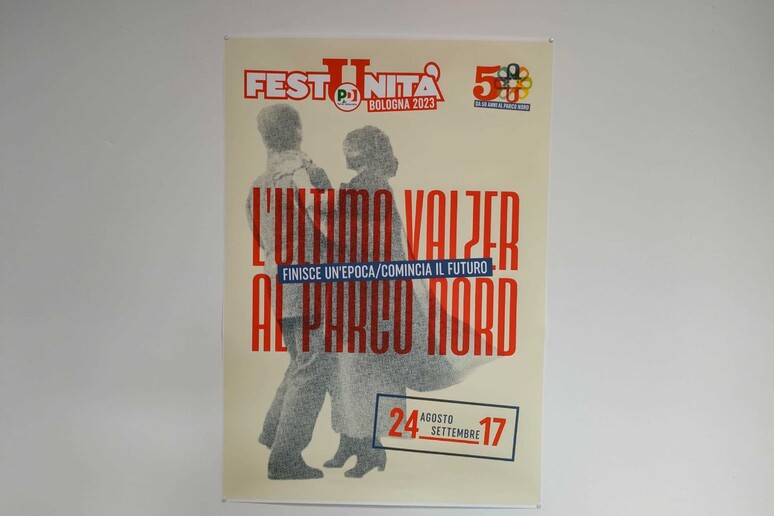 FESTUNITÀ
PD
BOLOGNA 2023
50
DA 50 ANNI AL PARCO NORD
L'ULTIMO VALZER
FINISCE UN'EPOCA/COMINCIA IL FUTURO
AL PARCO NORD
24 AGOSTO
SETTEMBRE 17